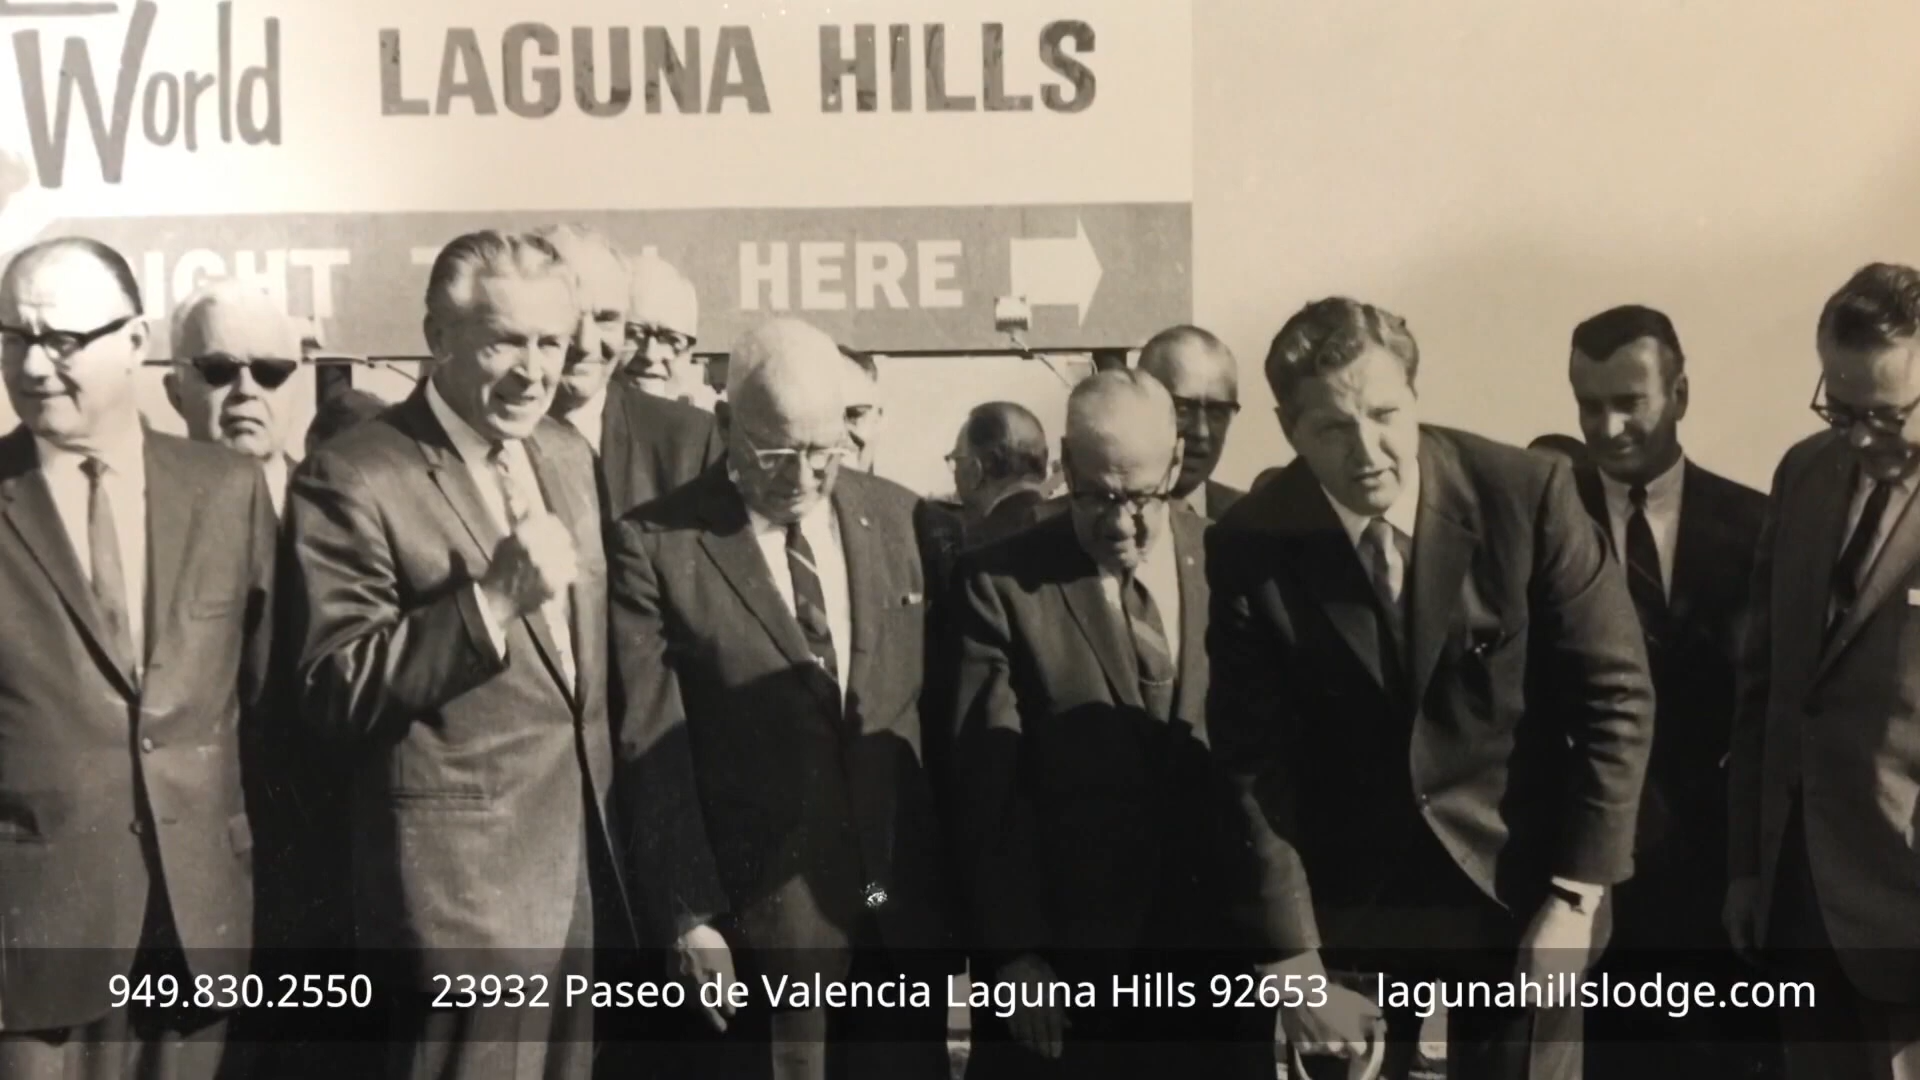 World LAGUNA HILLS
HERE
949.830.2550 23932 Paseo de Valencia Laguna Hills 92653 lagunahillslodge.com